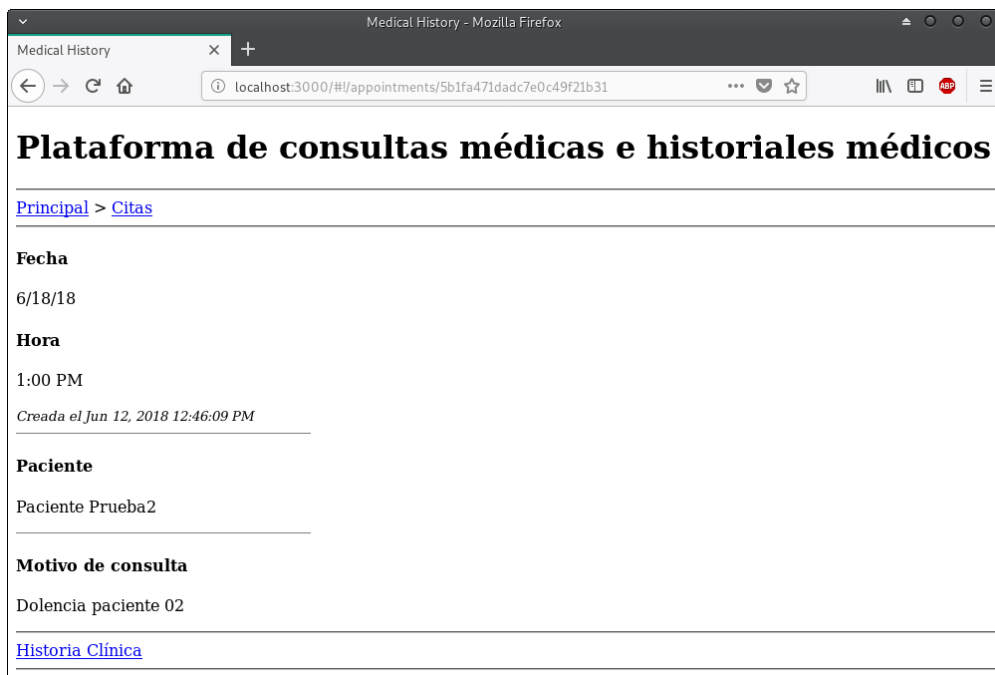 Medical History - Mozilla Firefox
Medical History
localhost:3000/#!/appointments/5b1fa471dadc7e0c49f21b31
ABP
Plataforma de consultas médicas e historiales médicos
Principal > Citas
Fecha
6/18/18
Hora
1:00 PM
Creada el Jun 12, 2018 12:46:09 PM
Paciente
Paciente Prueba2
Motivo de consulta
Dolencia paciente 02
Historia Clínica